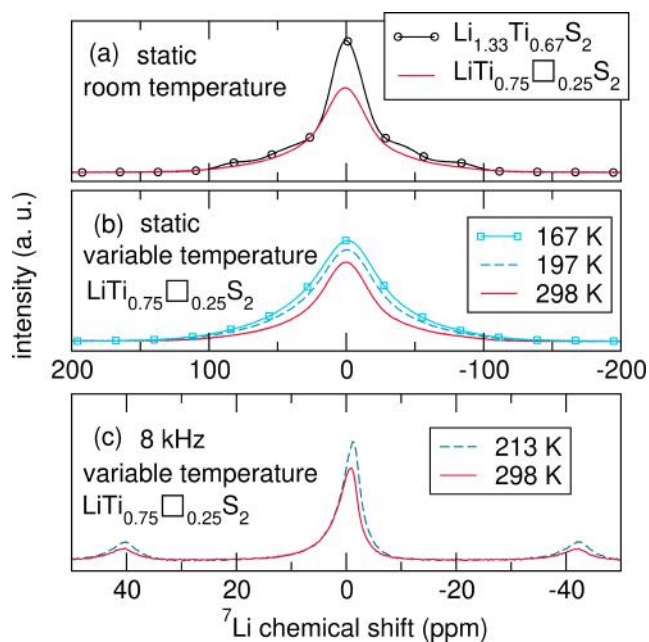 (a) static
room temperature
Li₁.₃₃Ti₀.₆₇S₂
LiTi₀.₇₅□₀.₂₅S₂
(b) static
variable temperature
LiTi₀.₇₅□₀.₂₅S₂
167 K
197 K
298 K
200 100 0 -100 -200
(c) 8 kHz
variable temperature
LiTi₀.₇₅□₀.₂₅S₂
213 K
298 K
40 20 0 -20 -40
⁷Li chemical shift (ppm)
intensity (a. u.)